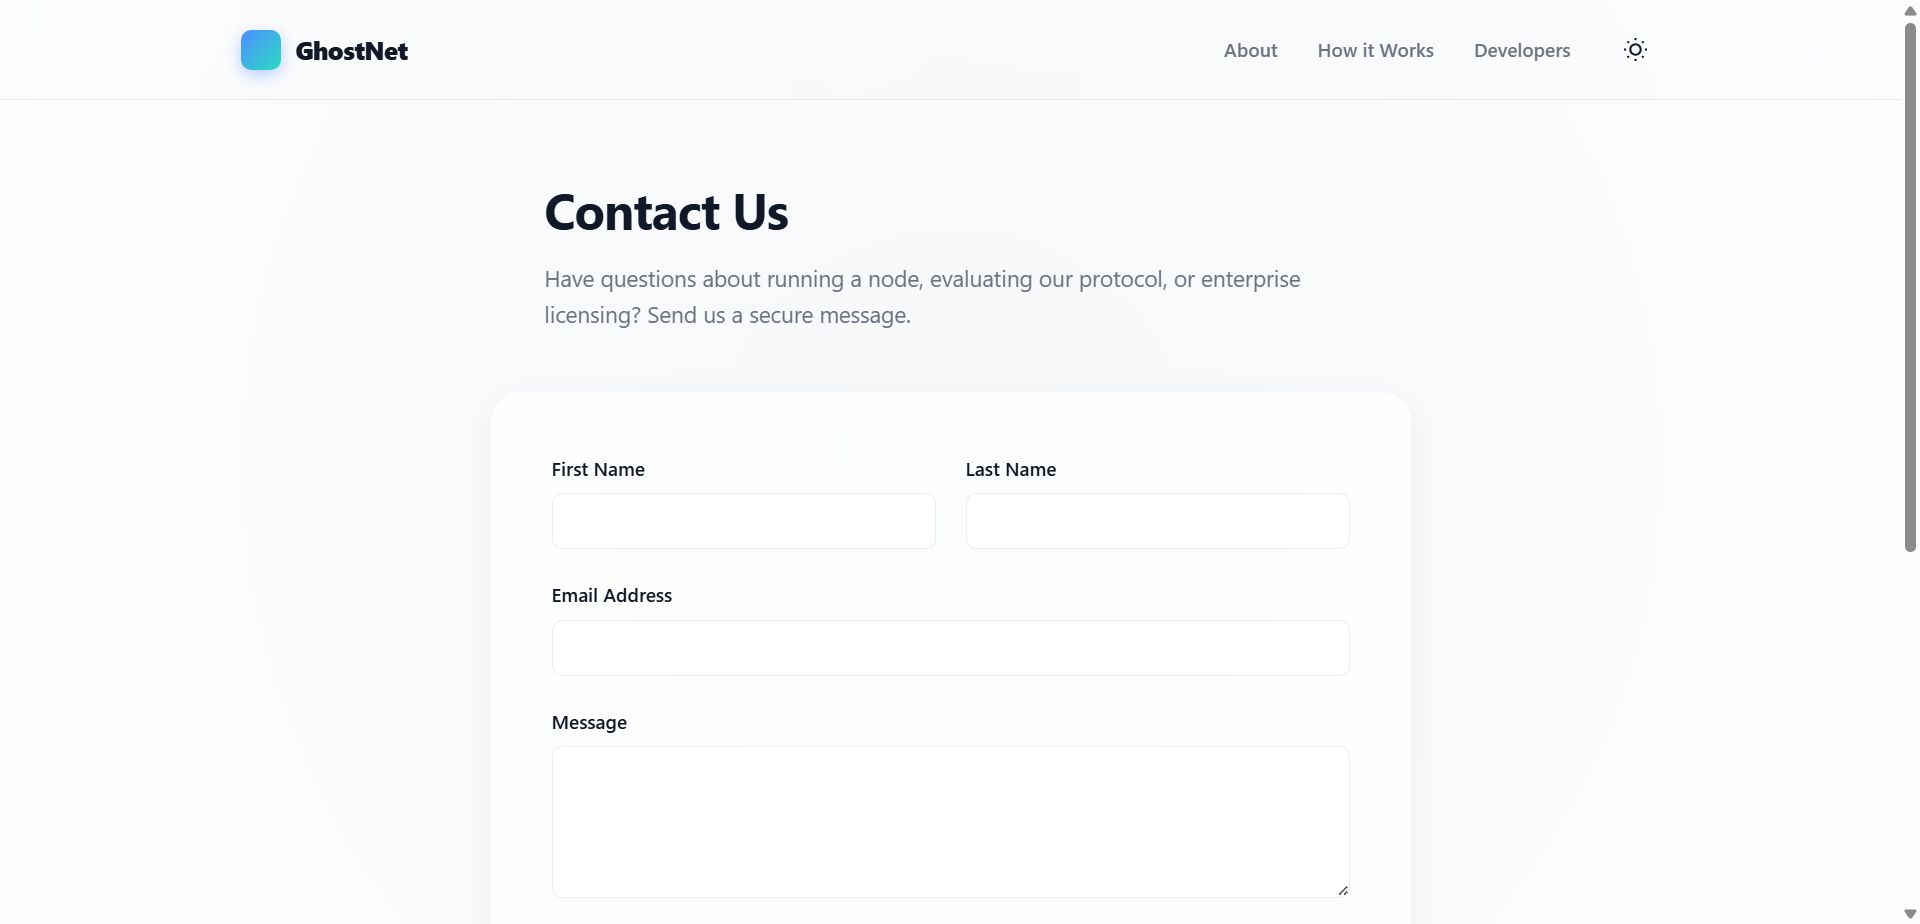 GhostNet
About
How it Works
Developers
Contact Us
Have questions about running a node, evaluating our protocol, or enterprise
licensing? Send us a secure message.
First Name
Last Name
Email Address
Message